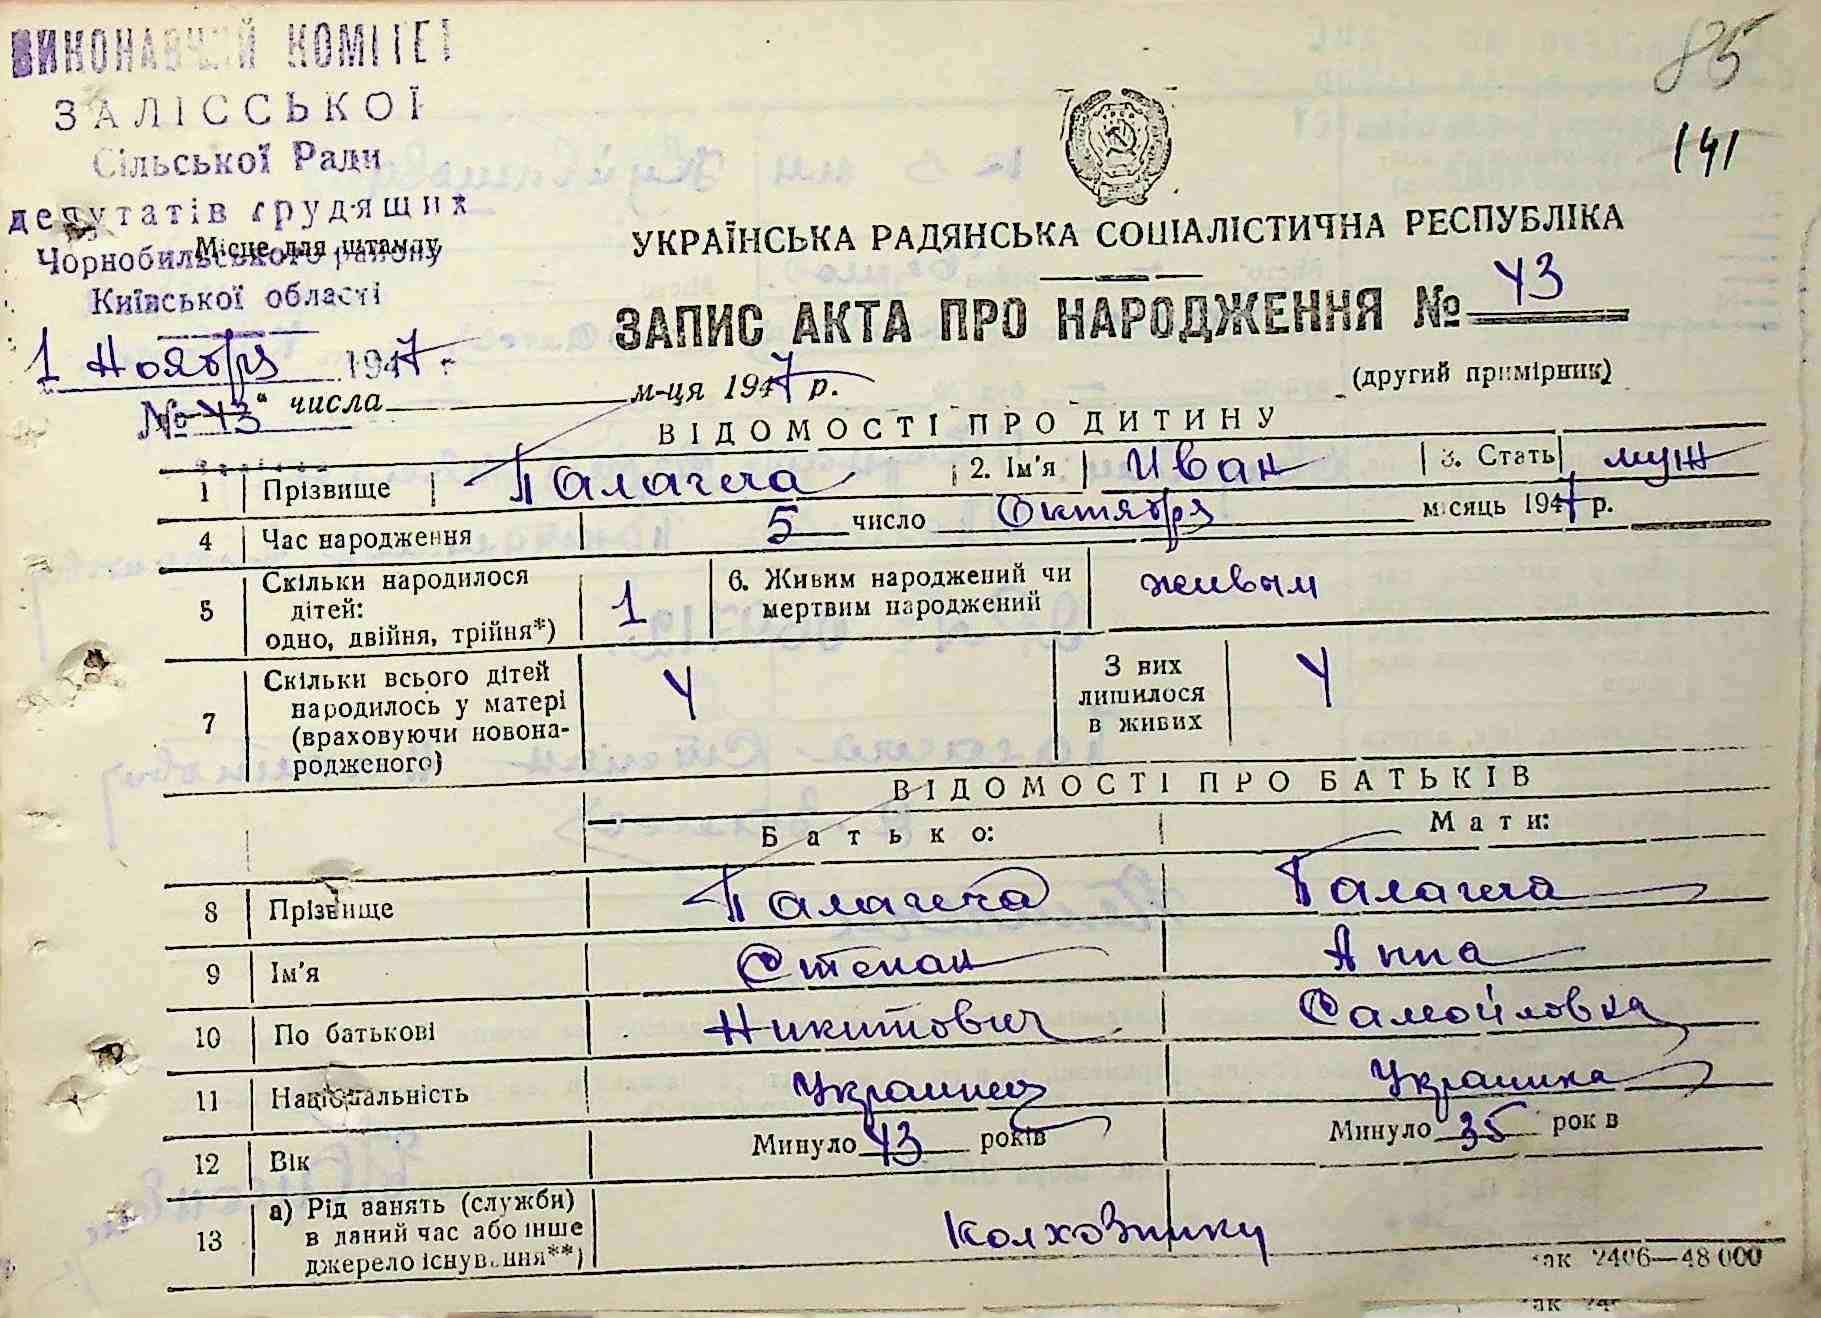 ВИКОНАВЧИЙ КОМІТЕТ
ЗАЛІССЬКОЇ
Сільської Ради
депутатів трудящих
Місце для штампу
Чорнобильського району
Київської області
1 Ноября 1947 г.
№ 43
85
141
УКРАЇНСЬКА РАДЯНСЬКА СОЦІАЛІСТИЧНА РЕСПУБЛІКА
ЗАПИС АКТА ПРО НАРОДЖЕННЯ № 43
(другий примірник)
" числа м-ця 1947 р.
ВІДОМОСТІ ПРО ДИТИНУ
1 Прізвище Галагча 2. Ім'я Иван 3. Стать муж
4 Час народження 5 число Октября місяць 1947 р.
5 Скільки народилося дітей: одно, двійня, трійня*) 1 6. Живим народжений чи мертвим народжений живым
7 Скільки всього дітей народилось у матері (враховуючи новонародженого) 4 З них лишилося в живих 4
ВІДОМОСТІ ПРО БАТЬКІВ
Батько: Мати:
8 Прізвище Галагча Галагча
9 Ім'я Степан Анна
10 По батькові Никитович Самойловна
11 Національність Украинец Украинка
12 Вік Минуло 43 років Минуло 35 років
13 а) Рід занять (служби) в даний час або інше джерело існування**) Колхозники
зак 2406—48 000